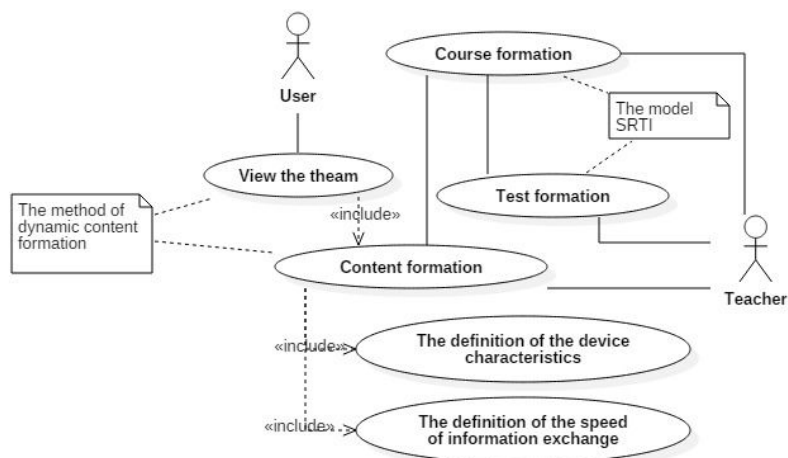 Course formation
User
The model
SRTI
View the theam
Test formation
The method of
dynamic content
formation
«include»
Content formation
Teacher
«include»
The definition of the device
characteristics
«include»
The definition of the speed
of information exchange